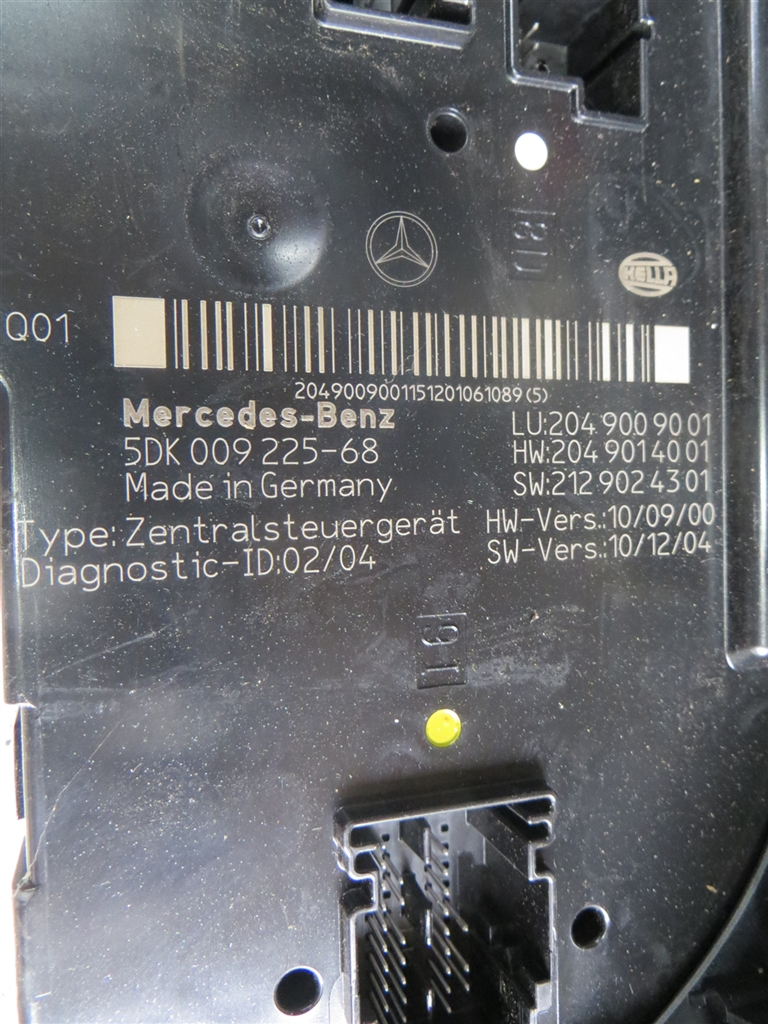 81
HELLA
Q01
2049009001151201061089(5)
Mercedes-Benz
5DK 009 225-68
Made in Germany
LU:204 900 90 01
HW:204 901 40 01
SW:212 902 43 01
Type: Zentralsteuergerät
Diagnostic-ID:02/04
HW-Vers.:10/09/00
SW-Vers.:10/12/04
91